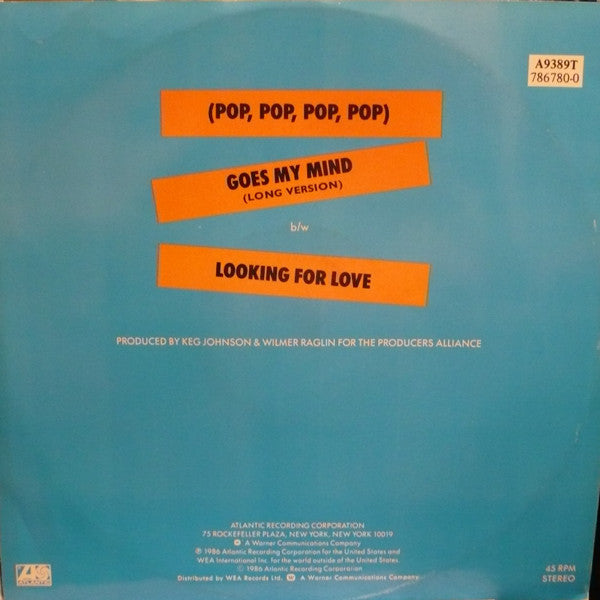 A9389T
786780-0
(POP, POP, POP, POP)
GOES MY MIND
(LONG VERSION)
b/w
LOOKING FOR LOVE
PRODUCED BY KEG JOHNSON & WILMER RAGLIN FOR THE PRODUCERS ALLIANCE
ATLANTIC RECORDING CORPORATION
75 ROCKEFELLER PLAZA, NEW YORK, NEW YORK 10019
A Warner Communications Company
℗ 1986 Atlantic Recording Corporation for the United States and
WEA International Inc. for the world outside of the United States.
© 1986 Atlantic Recording Corporation
Distributed by WEA Records Ltd. A Warner Communications Company
ATLANTIC
45 RPM
STEREO